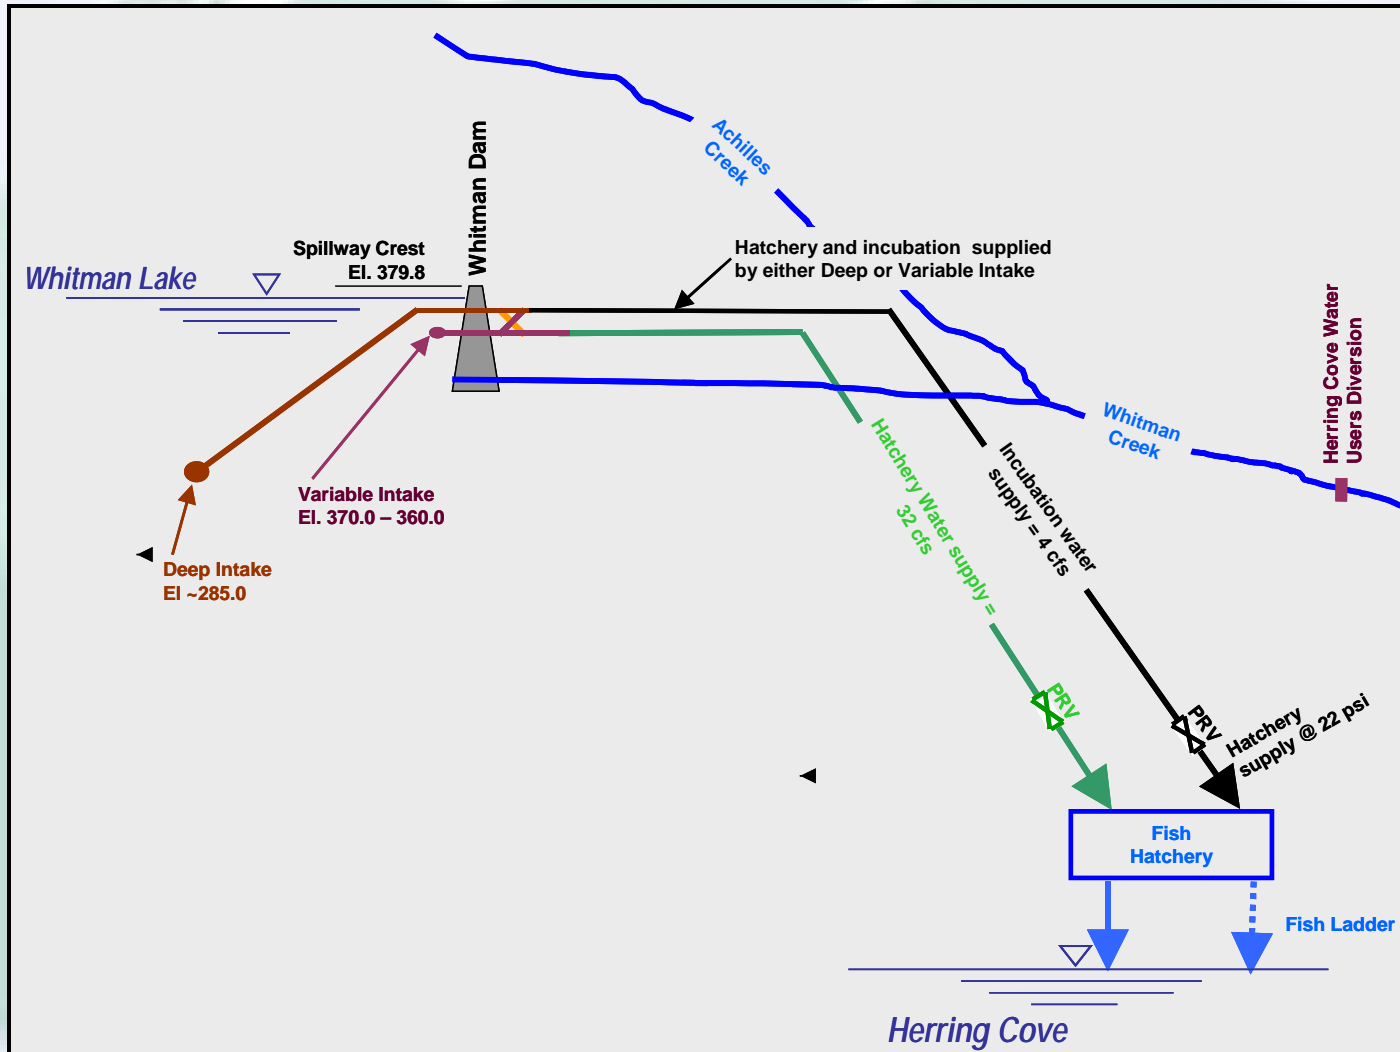 Achilles
Creek
Whitman Dam
Spillway Crest
El. 379.8
Hatchery and incubation  supplied
by either Deep or Variable Intake
Whitman Lake
Herring Cove Water
Users Diversion
Whitman
Creek
Variable Intake
El. 370.0 – 360.0
Hatchery Water supply =
32 cfs
Incubation water
supply = 4 cfs
Deep Intake
El ~285.0
PRV
PRV
Hatchery
supply @ 22 psi
Fish
Hatchery
Fish Ladder
Herring Cove